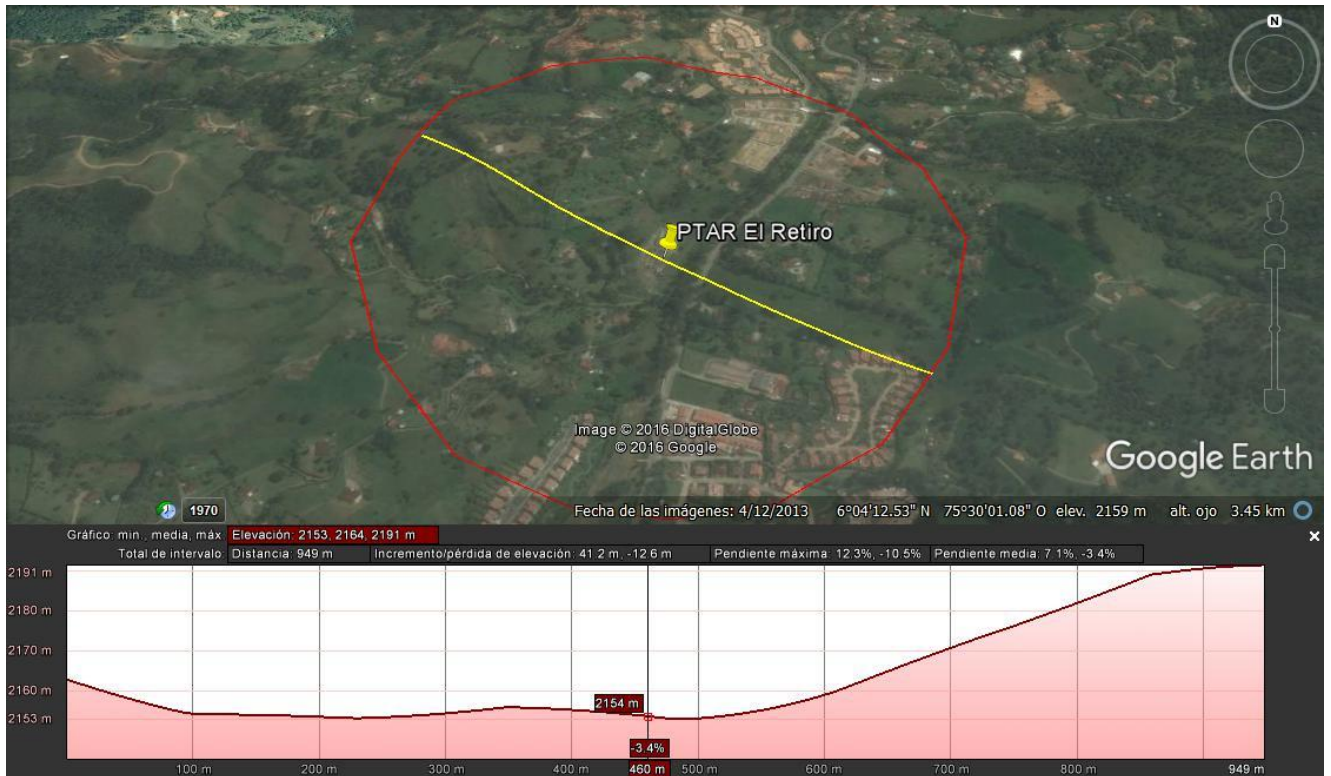 N
PTAR El Retiro
Image © 2016 DigitalGlobe
© 2016 Google
Google Earth
1970
Fecha de las imágenes: 4/12/2013 6°04'12.53" N 75°30'01.08" O elev. 2159 m alt. ojo 3.45 km
Gráfico: min., media, máx Elevación: 2153, 2164, 2191 m
Total de intervalo: Distancia: 949 m Incremento/pérdida de elevación: 41.2 m, -12.6 m Pendiente máxima: 12.3%, -10.5% Pendiente media: 7.1%, -3.4%
2191 m
2180 m
2170 m
2160 m
2153 m
2154 m
-3.4%
100 m 200 m 300 m 400 m 460 m 500 m 600 m 700 m 800 m 949 m